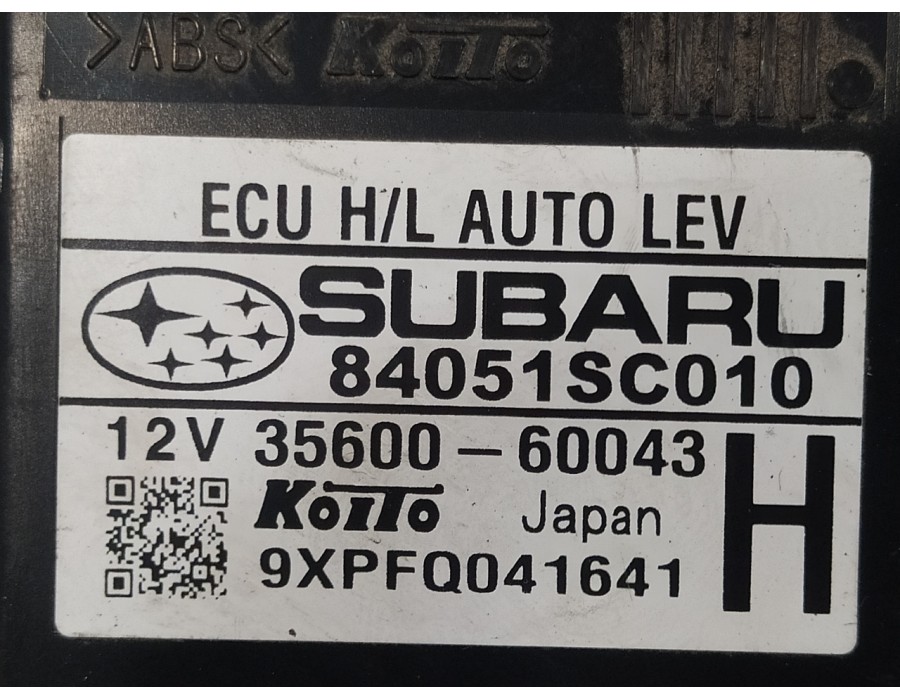 >ABS< KOITO
ECU H/L AUTO LEV
SUBARU
84051SC010
12V 35600-60043
KOITO Japan
9XPFQ041641
H